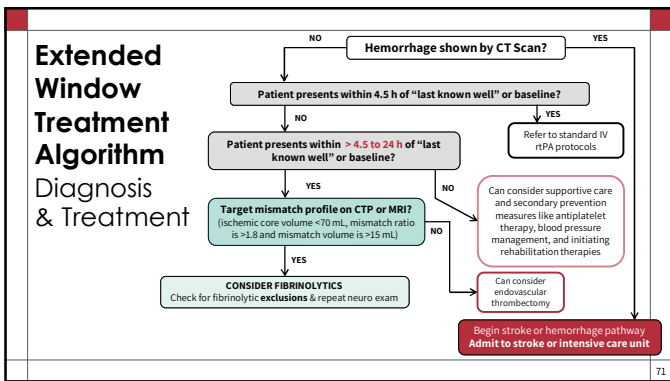 Extended
Window
Treatment
Algorithm
Diagnosis
& Treatment
NO
Hemorrhage shown by CT Scan?
YES
Patient presents within 4.5 h of “last known well” or baseline?
NO
YES
Refer to standard IV
rtPA protocols
Patient presents within > 4.5 to 24 h of “last
known well” or baseline?
YES
NO
Can consider supportive care
and secondary prevention
measures like antiplatelet
therapy, blood pressure
management, and initiating
rehabilitation therapies
Target mismatch profile on CTP or MRI?
(ischemic core volume <70 mL, mismatch ratio
is >1.8 and mismatch volume is >15 mL)
NO
YES
Can consider
endovascular
thrombectomy
CONSIDER FIBRINOLYTICS
Check for fibrinolytic exclusions & repeat neuro exam
Begin stroke or hemorrhage pathway
Admit to stroke or intensive care unit
71